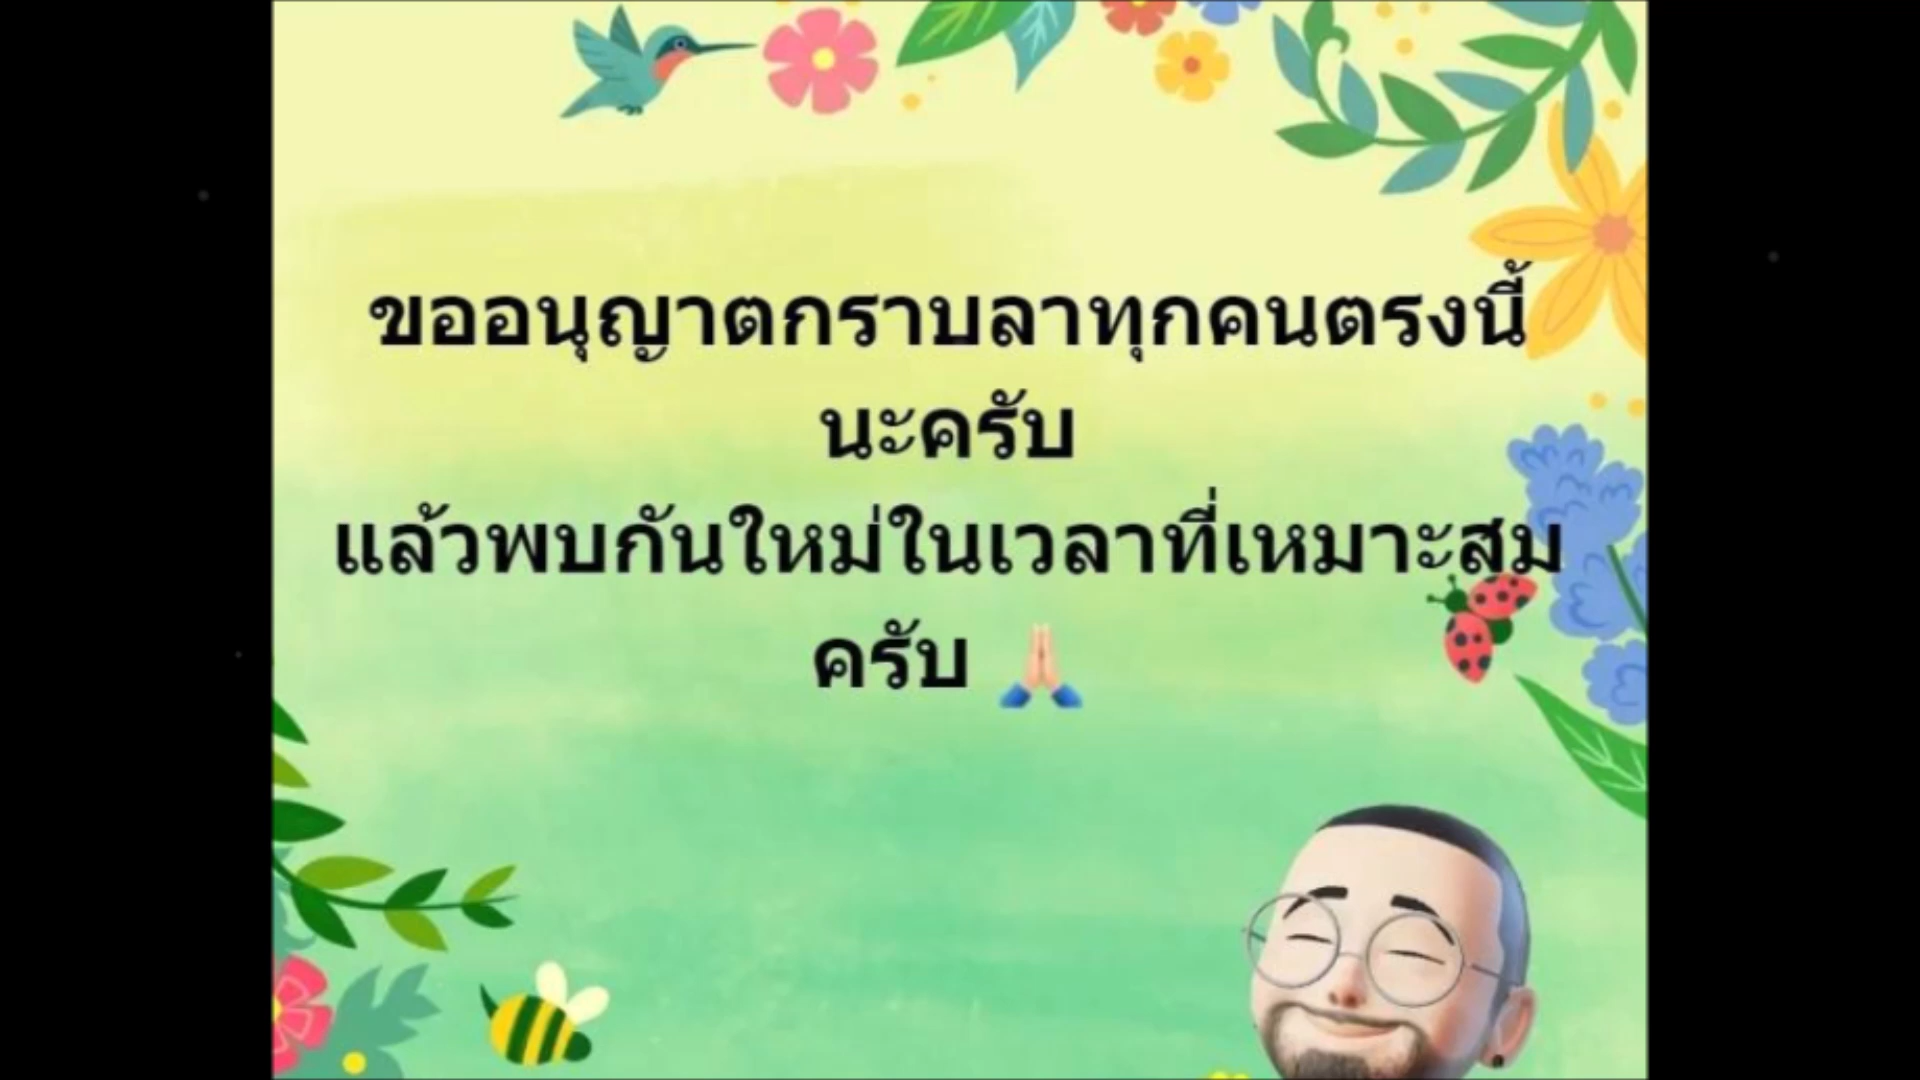 ขออนุญาตกราบลาทุกคนตรงนี้
นะครับ
แล้วพบกันใหม่ในเวลาที่เหมาะสม
ครับ 🙏🏻